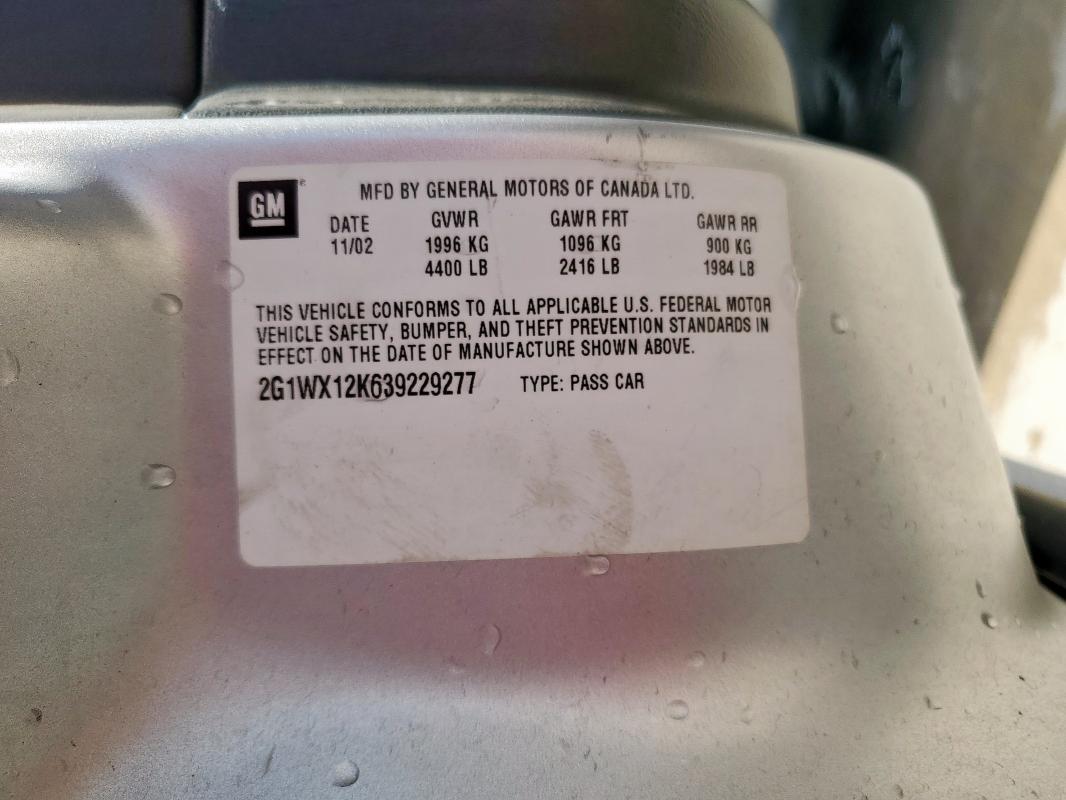 GM
MFD BY GENERAL MOTORS OF CANADA LTD.
DATE GVWR GAWR FRT GAWR RR
11/02 1996 KG 1096 KG 900 KG
4400 LB 2416 LB 1984 LB
THIS VEHICLE CONFORMS TO ALL APPLICABLE U.S. FEDERAL MOTOR
VEHICLE SAFETY, BUMPER, AND THEFT PREVENTION STANDARDS IN
EFFECT ON THE DATE OF MANUFACTURE SHOWN ABOVE.
2G1WX12K639229277 TYPE: PASS CAR